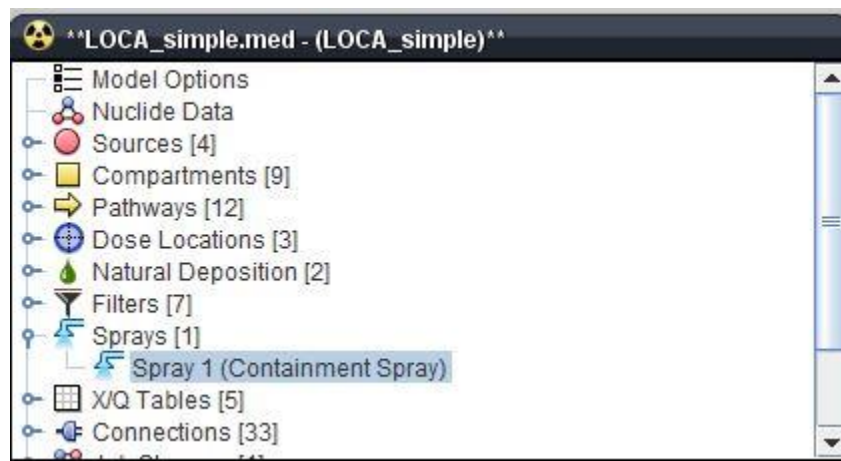 **LOCA_simple.med - (LOCA_simple)**
Model Options
Nuclide Data
Sources [4]
Compartments [9]
Pathways [12]
Dose Locations [3]
Natural Deposition [2]
Filters [7]
Sprays [1]
Spray 1 (Containment Spray)
X/Q Tables [5]
Connections [33]